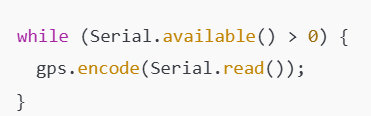 while (Serial.available() > 0) {
  gps.encode(Serial.read());
}